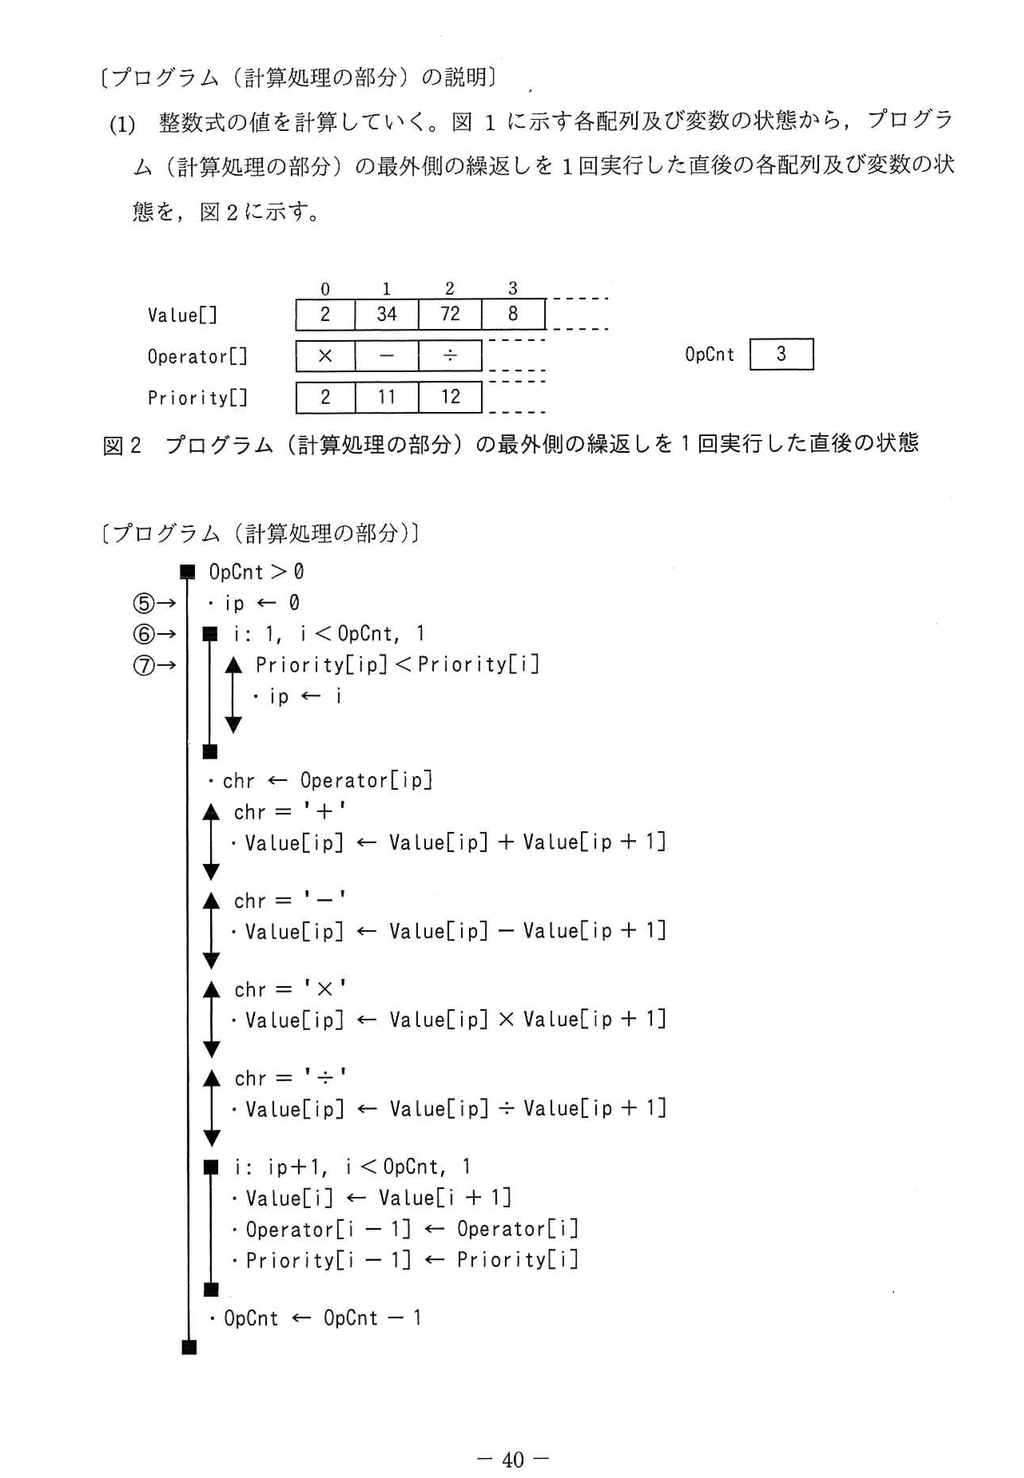 〔プログラム（計算処理の部分）の説明〕
(1) 整数式の値を計算していく。図 1 に示す各配列及び変数の状態から，プログラ
ム（計算処理の部分）の最外側の繰返しを 1 回実行した直後の各配列及び変数の状
態を，図 2 に示す。
0 1 2 3
Value[] 2 34 72 8
Operator[] × － ÷ OpCnt 3
Priority[] 2 11 12
図 2 プログラム（計算処理の部分）の最外側の繰返しを 1 回実行した直後の状態
〔プログラム（計算処理の部分）〕
■ OpCnt > 0
⑤→ ・ip ← 0
⑥→ ■ i: 1, i < OpCnt, 1
⑦→ ▲ Priority[ip] < Priority[i]
・ip ← i
▼
■
・chr ← Operator[ip]
▲ chr = '＋'
・Value[ip] ← Value[ip] ＋ Value[ip ＋ 1]
▼
▲ chr = '－'
・Value[ip] ← Value[ip] － Value[ip ＋ 1]
▼
▲ chr = '×'
・Value[ip] ← Value[ip] × Value[ip ＋ 1]
▼
▲ chr = '÷'
・Value[ip] ← Value[ip] ÷ Value[ip ＋ 1]
▼
■ i: ip＋1, i < OpCnt, 1
・Value[i] ← Value[i ＋ 1]
・Operator[i － 1] ← Operator[i]
・Priority[i － 1] ← Priority[i]
■
・OpCnt ← OpCnt － 1
■
－ 40 －